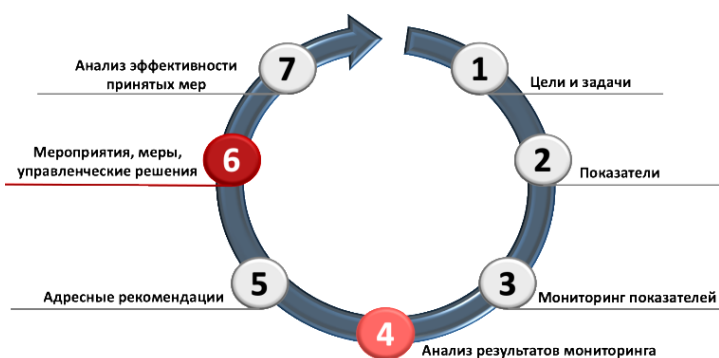 1
Цели и задачи
2
Показатели
3
Мониторинг показателей
4
Анализ результатов мониторинга
5
Адресные рекомендации
6
Мероприятия, меры,
управленческие решения
7
Анализ эффективности
принятых мер